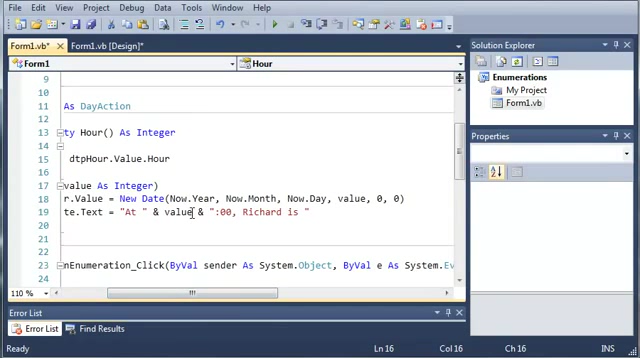 File Edit View Project Build Debug Data Tools Window Help
Form1.vb* Form1.vb [Design]*
Form1 Hour
9
10
11 As DayAction
12
13 ty Hour() As Integer
14
15 dtpHour.Value.Hour
16
17 value As Integer)
18 r.Value = New Date(Now.Year, Now.Month, Now.Day, value, 0, 0)
19 te.Text = "At " & value & ":00, Richard is "
20
21
22
23 nEnumeration_Click(ByVal sender As System.Object, ByVal e As System.Ev
24
110 %
Solution Explorer
Enumerations
My Project
Form1.vb
Properties
Error List
Error List Find Results
Ready Ln 16 Col 16 Ch 16 INS